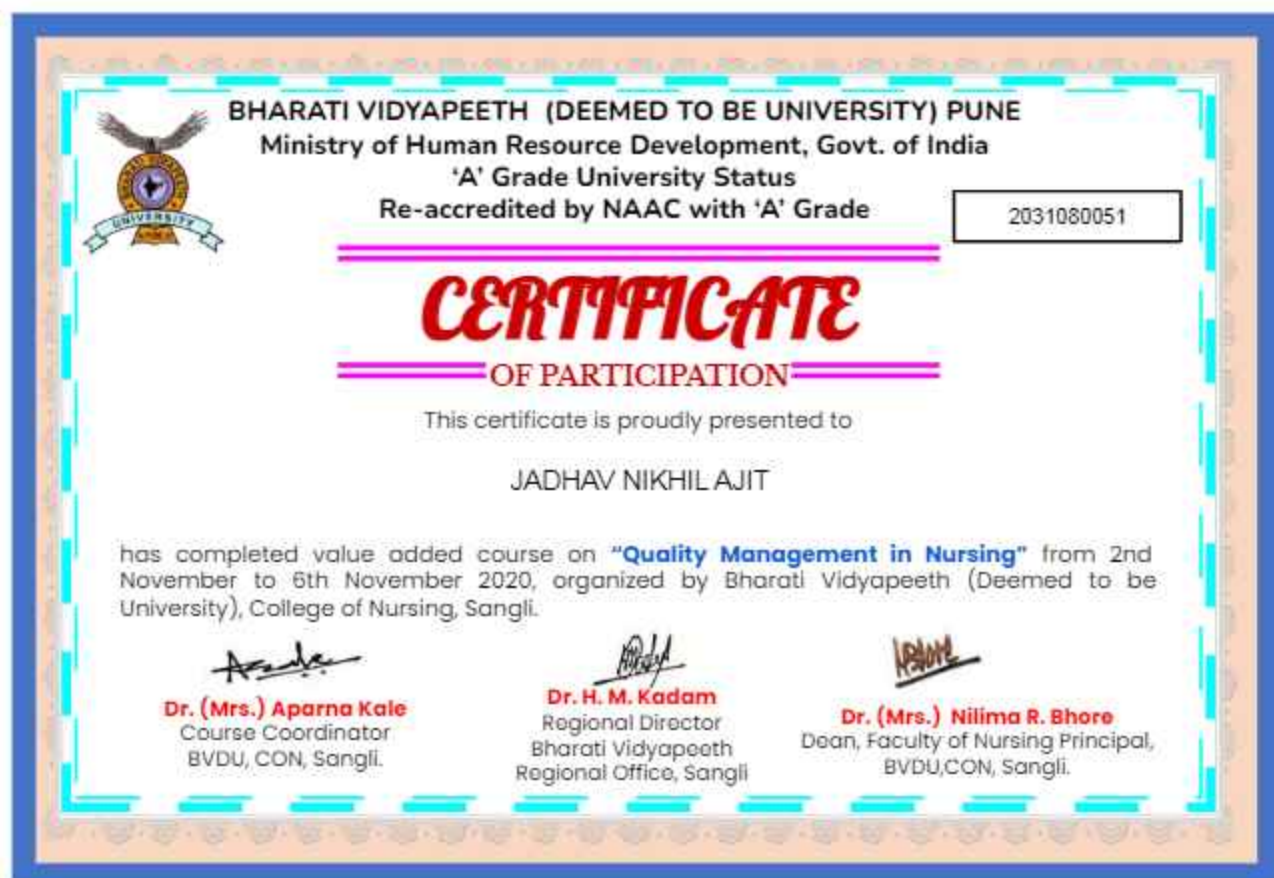 BHARATI VIDYAPEETH (DEEMED TO BE UNIVERSITY) PUNE
Ministry of Human Resource Development, Govt. of India
‘A’ Grade University Status
Re-accredited by NAAC with ‘A’ Grade
2031080051
BHARATI VIDYAPEETH
UNIVERSITY
CERTIFICATE
OF PARTICIPATION
This certificate is proudly presented to
JADHAV NIKHIL AJIT
has completed value added course on “Quality Management in Nursing” from 2nd
November to 6th November 2020, organized by Bharati Vidyapeeth (Deemed to be
University), College of Nursing, Sangli.
Dr. (Mrs.) Aparna Kale
Course Coordinator
BVDU, CON, Sangli.
Dr. H. M. Kadam
Regional Director
Bharati Vidyapeeth
Regional Office, Sangli
Dr. (Mrs.) Nilima R. Bhore
Dean, Faculty of Nursing Principal,
BVDU,CON, Sangli.